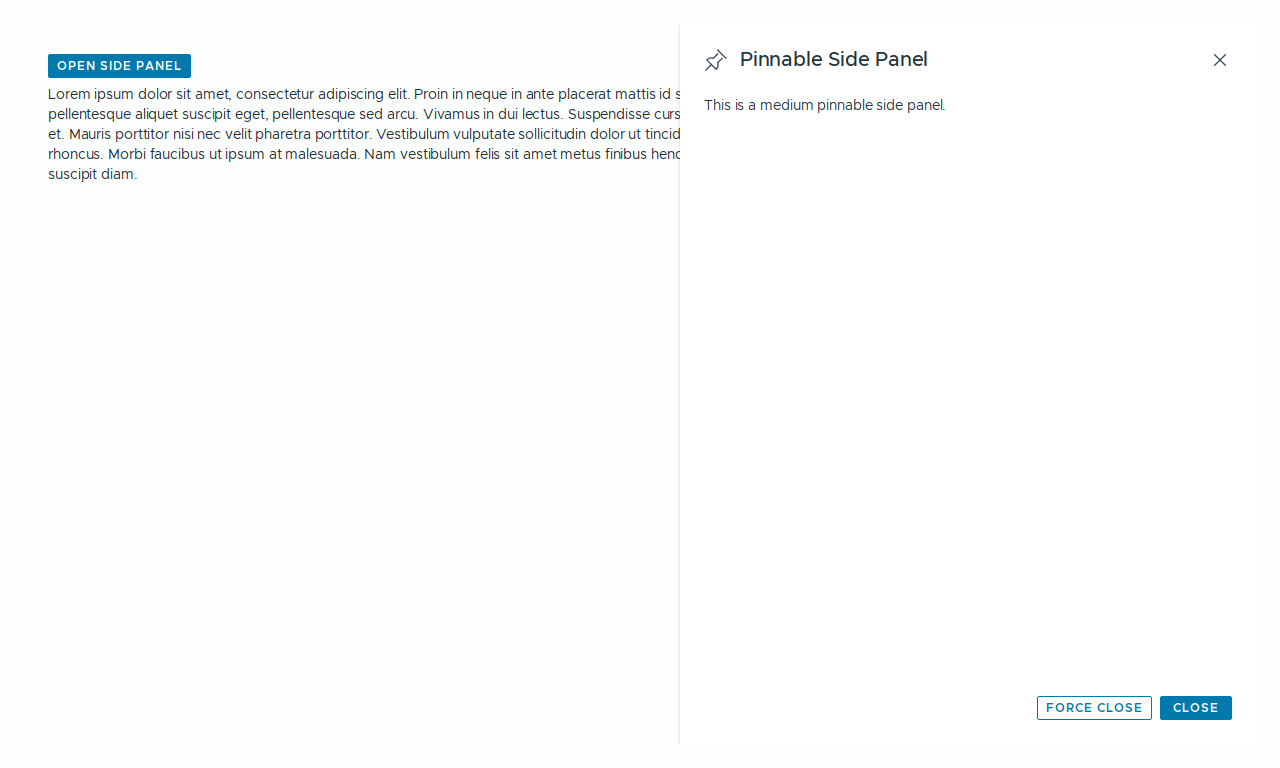 OPEN SIDE PANEL
Lorem ipsum dolor sit amet, consectetur adipiscing elit. Proin in neque in ante placerat mattis id
pellentesque aliquet suscipit eget, pellentesque sed arcu. Vivamus in dui lectus. Suspendisse
et. Mauris porttitor nisi nec velit pharetra porttitor. Vestibulum vulputate sollicitudin dolor ut
rhoncus. Morbi faucibus ut ipsum at malesuada. Nam vestibulum felis sit amet metus finibus
suscipit diam.
Pinnable Side Panel
This is a medium pinnable side panel.
FORCE CLOSE
CLOSE